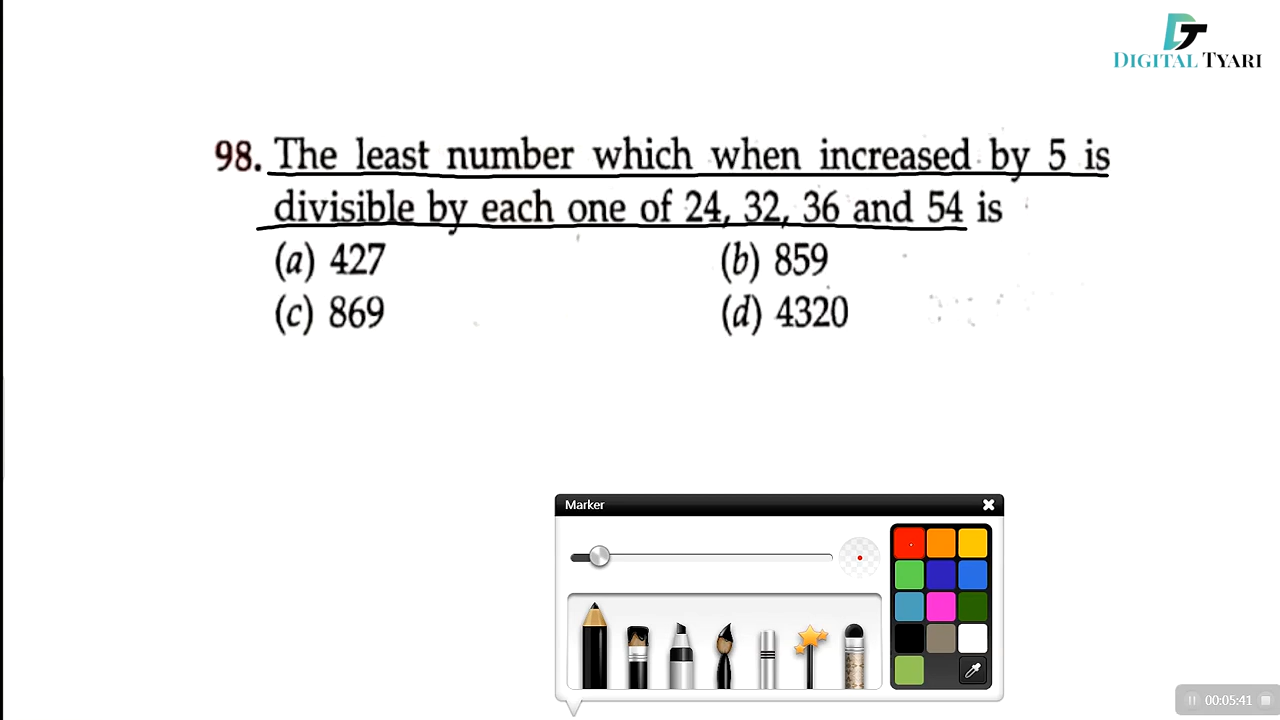 DIGITAL TYARI
98. The least number which when increased by 5 is
divisible by each one of 24, 32, 36 and 54 is
(a) 427 (b) 859
(c) 869 (d) 4320
Marker
00:05:41